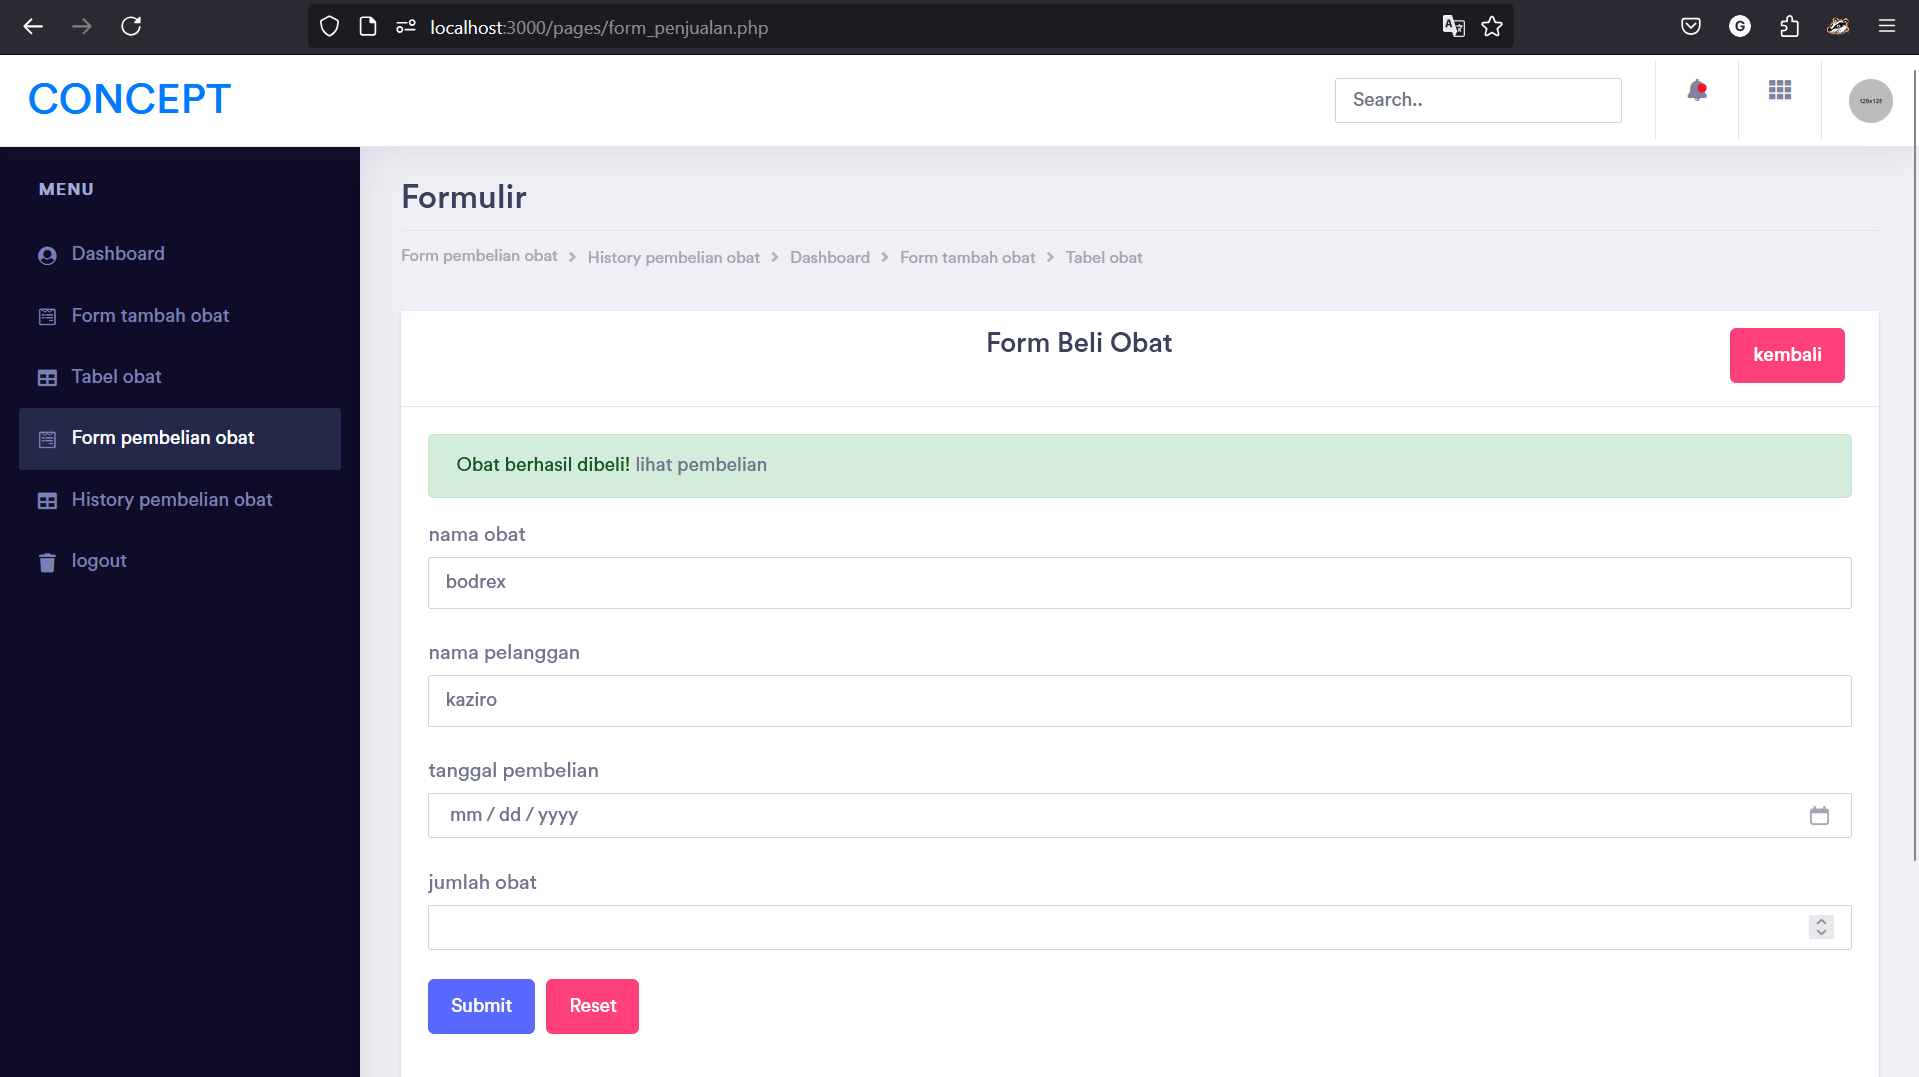 localhost:3000/pages/form_penjualan.php
G
CONCEPT
Search..
128x128
MENU
Dashboard
Form tambah obat
Tabel obat
Form pembelian obat
History pembelian obat
logout
Formulir
Form pembelian obat
History pembelian obat
Dashboard
Form tambah obat
Tabel obat
Form Beli Obat
kembali
Obat berhasil dibeli! lihat pembelian
nama obat
bodrex
nama pelanggan
kaziro
tanggal pembelian
mm / dd / yyyy
jumlah obat
Submit
Reset